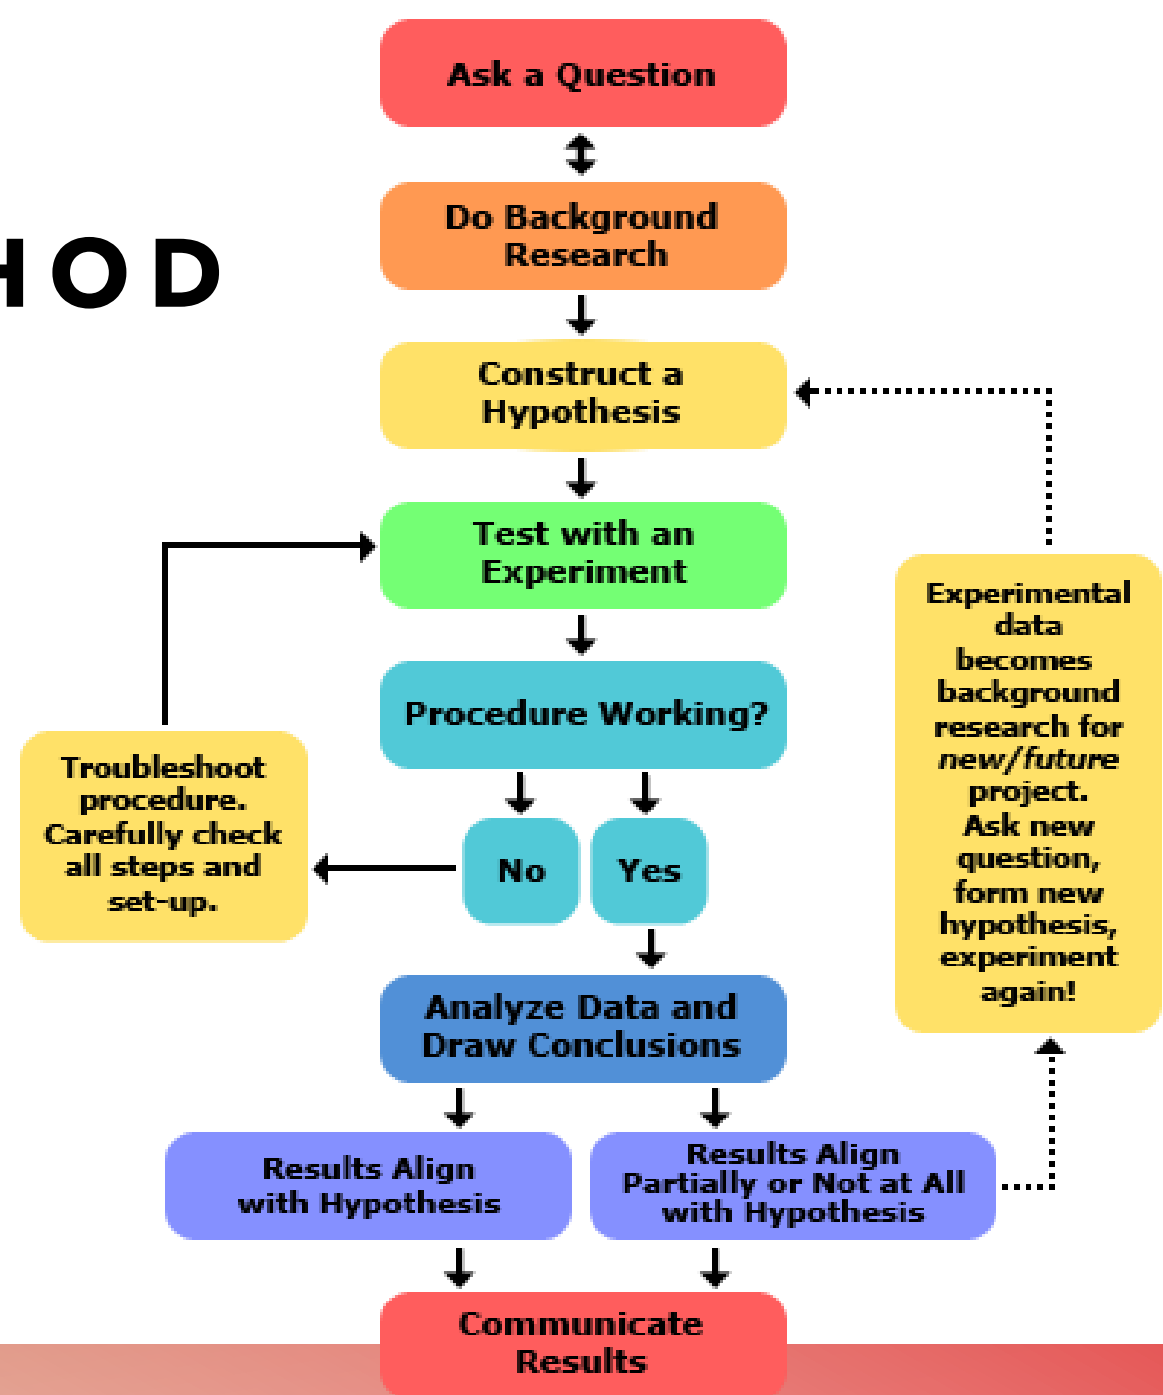 Ask a Question
Do Background
Research
HOD
Construct a
Hypothesis
Test with an
Experiment
Procedure Working?
No
Yes
Troubleshoot
procedure.
Carefully check
all steps and
set-up.
Experimental
data
becomes
background
research for
new/future
project.
Ask new
question,
form new
hypothesis,
experiment
again!
Analyze Data and
Draw Conclusions
Results Align
with Hypothesis
Results Align
Partially or Not at All
with Hypothesis
Communicate
Results